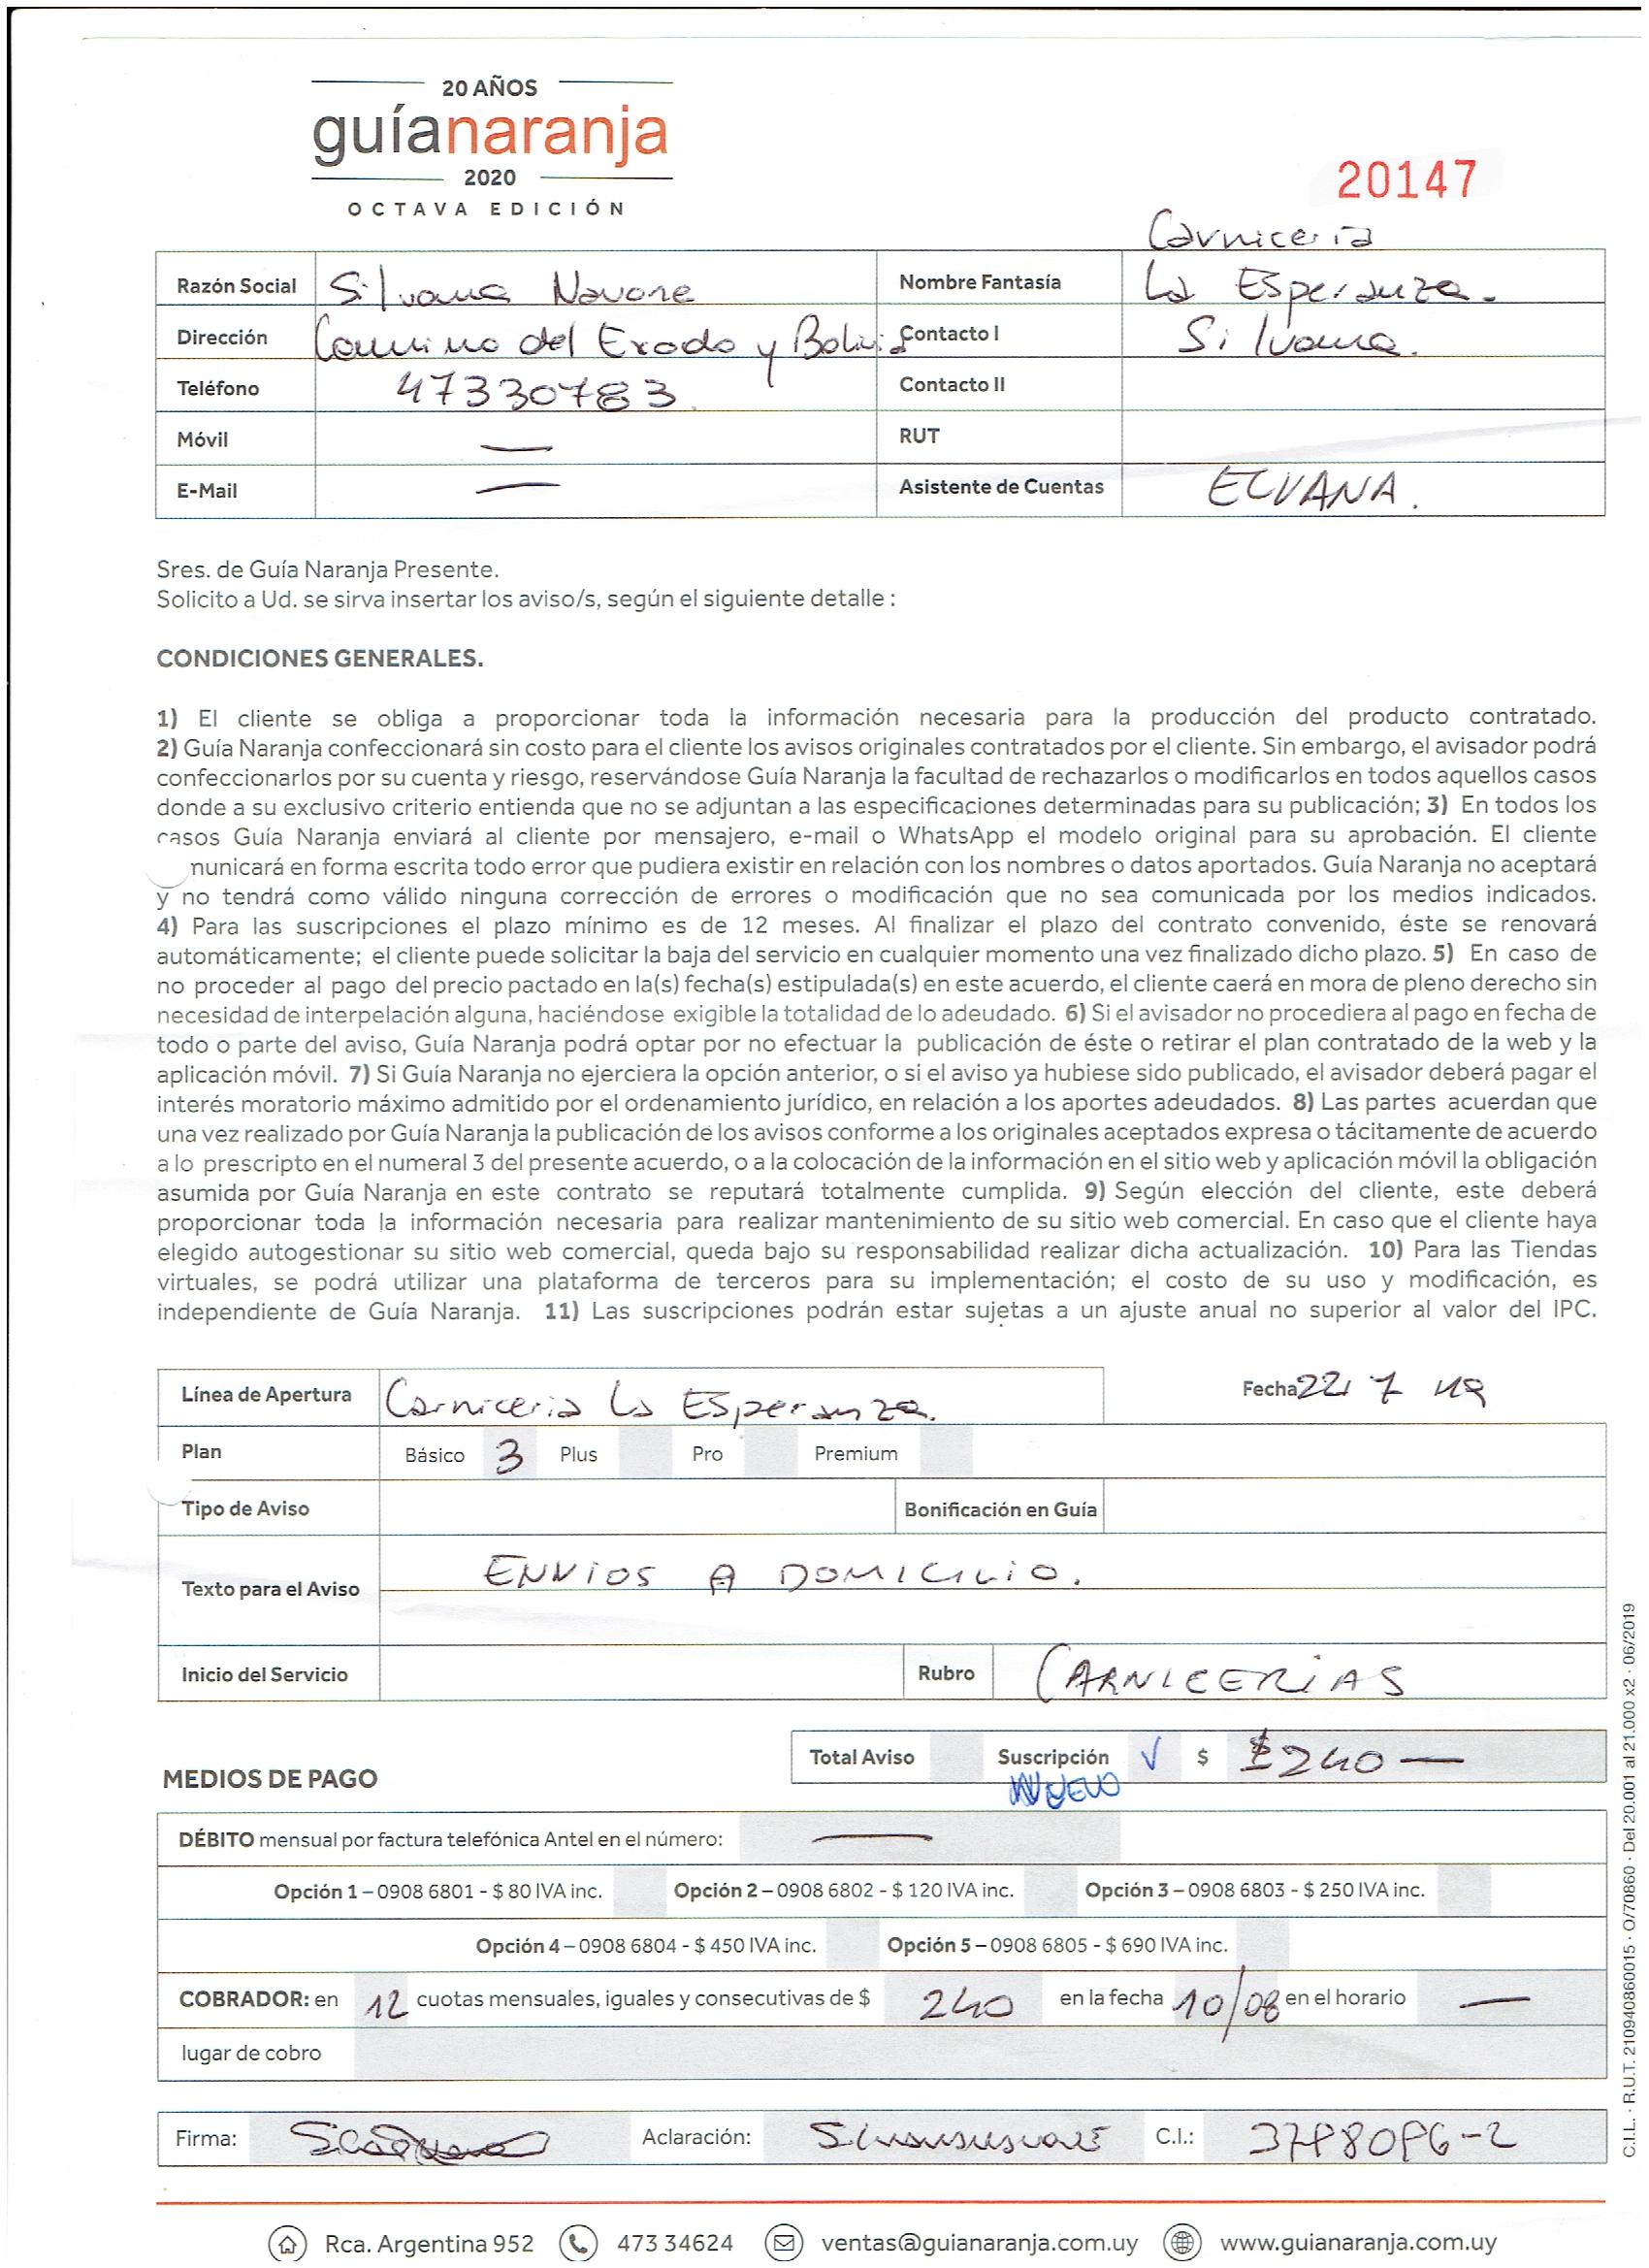 20 AÑOS
guíanaranja
2020
OCTAVA EDICIÓN
20147
Carniceria
Razón Social Silvana Navone Nombre Fantasía La Esperanza.
Dirección Camino del Exodo y Bolivia Contacto I Silvana.
Teléfono 47330783. Contacto II
Móvil — RUT
E-Mail — Asistente de Cuentas ELVANA.
Sres. de Guía Naranja Presente.
Solicito a Ud. se sirva insertar los aviso/s, según el siguiente detalle :
CONDICIONES GENERALES.
1) El cliente se obliga a proporcionar toda la información necesaria para la producción del producto contratado.
2) Guía Naranja confeccionará sin costo para el cliente los avisos originales contratados por el cliente. Sin embargo, el avisador podrá
confeccionarlos por su cuenta y riesgo, reservándose Guía Naranja la facultad de rechazarlos o modificarlos en todos aquellos casos
donde a su exclusivo criterio entienda que no se adjuntan a las especificaciones determinadas para su publicación; 3) En todos los
casos Guía Naranja enviará al cliente por mensajero, e-mail o WhatsApp el modelo original para su aprobación. El cliente
municará en forma escrita todo error que pudiera existir en relación con los nombres o datos aportados. Guía Naranja no aceptará
y no tendrá como válido ninguna corrección de errores o modificación que no sea comunicada por los medios indicados.
4) Para las suscripciones el plazo mínimo es de 12 meses. Al finalizar el plazo del contrato convenido, éste se renovará
automáticamente; el cliente puede solicitar la baja del servicio en cualquier momento una vez finalizado dicho plazo. 5) En caso de
no proceder al pago del precio pactado en la(s) fecha(s) estipulada(s) en este acuerdo, el cliente caerá en mora de pleno derecho sin
necesidad de interpelación alguna, haciéndose exigible la totalidad de lo adeudado. 6) Si el avisador no procediera al pago en fecha de
todo o parte del aviso, Guía Naranja podrá optar por no efectuar la publicación de éste o retirar el plan contratado de la web y la
aplicación móvil. 7) Si Guía Naranja no ejerciera la opción anterior, o si el aviso ya hubiese sido publicado, el avisador deberá pagar el
interés moratorio máximo admitido por el ordenamiento jurídico, en relación a los aportes adeudados. 8) Las partes acuerdan que
una vez realizado por Guía Naranja la publicación de los avisos conforme a los originales aceptados expresa o tácitamente de acuerdo
a lo prescripto en el numeral 3 del presente acuerdo, o a la colocación de la información en el sitio web y aplicación móvil la obligación
asumida por Guía Naranja en este contrato se reputará totalmente cumplida. 9) Según elección del cliente, este deberá
proporcionar toda la información necesaria para realizar mantenimiento de su sitio web comercial. En caso que el cliente haya
elegido autogestionar su sitio web comercial, queda bajo su responsabilidad realizar dicha actualización. 10) Para las Tiendas
virtuales, se podrá utilizar una plataforma de terceros para su implementación; el costo de su uso y modificación, es
independiente de Guía Naranja. 11) Las suscripciones podrán estar sujetas a un ajuste anual no superior al valor del IPC.
Línea de Apertura Carniceria La Esperanza. Fecha 22/ 7 /19
Plan Básico 3 Plus Pro Premium
Tipo de Aviso Bonificación en Guía
Texto para el Aviso ENVIOS A DOMICILIO.
Inicio del Servicio Rubro CARNICERIAS
Total Aviso Suscripción √ $ $240 —
NUEVO
MEDIOS DE PAGO
DÉBITO mensual por factura telefónica Antel en el número: —
Opción 1 – 0908 6801 - $ 80 IVA inc. Opción 2 – 0908 6802 - $ 120 IVA inc. Opción 3 – 0908 6803 - $ 250 IVA inc.
Opción 4 – 0908 6804 - $ 450 IVA inc. Opción 5 – 0908 6805 - $ 690 IVA inc.
COBRADOR: en 12 cuotas mensuales, iguales y consecutivas de $ 240 en la fecha 10/08 en el horario —
lugar de cobro
Firma: Aclaración: C.I.:
Rca. Argentina 952 473 34624 ventas@guianaranja.com.uy www.guianaranja.com.uy
C.I.L. · R.U.T. 210940860015 · O/70860 · Del 20.001 al 21.000 x2 · 06/2019